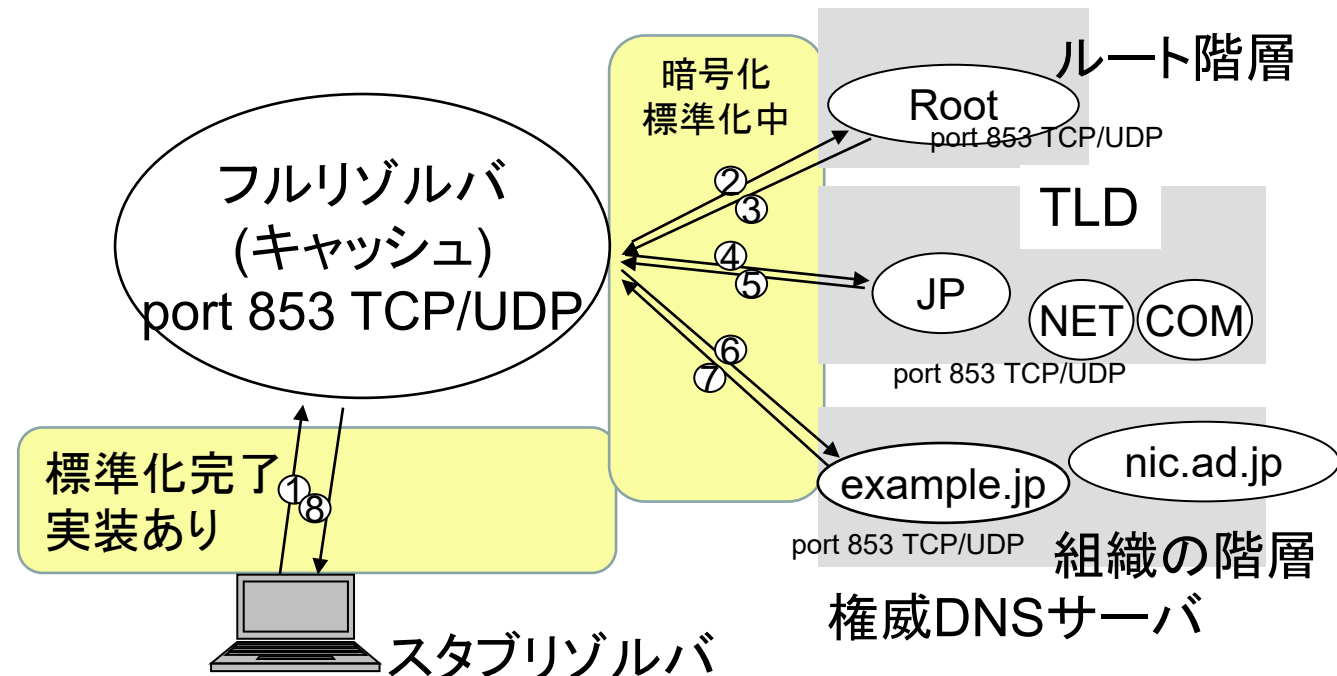 暗号化
標準化中
ルート階層
Root
port 853 TCP/UDP
フルリゾルバ
(キャッシュ)
port 853 TCP/UDP
②
③
TLD
④
⑤
JP
NET
COM
port 853 TCP/UDP
⑥
⑦
標準化完了
実装あり
①
⑧
example.jp
nic.ad.jp
port 853 TCP/UDP
組織の階層
権威DNSサーバ
スタブリゾルバ